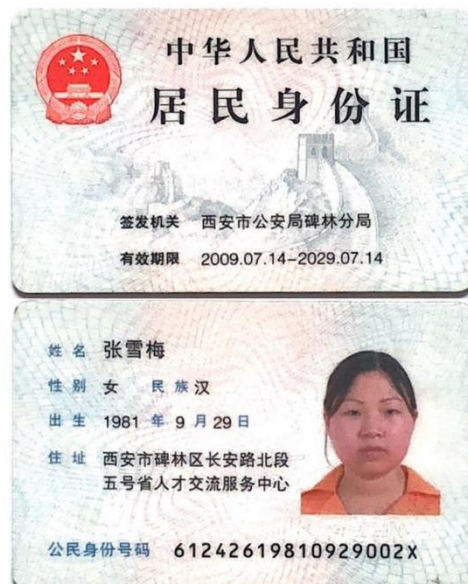 中华人民共和国
居民身份证
签发机关 西安市公安局碑林分局
有效期限 2009.07.14-2029.07.14
姓名 张雪梅
性别 女 民族 汉
出生 1981 年 9 月 29 日
住址 西安市碑林区长安路北段
五号省人才交流服务中心
公民身份号码 61242619810929002X